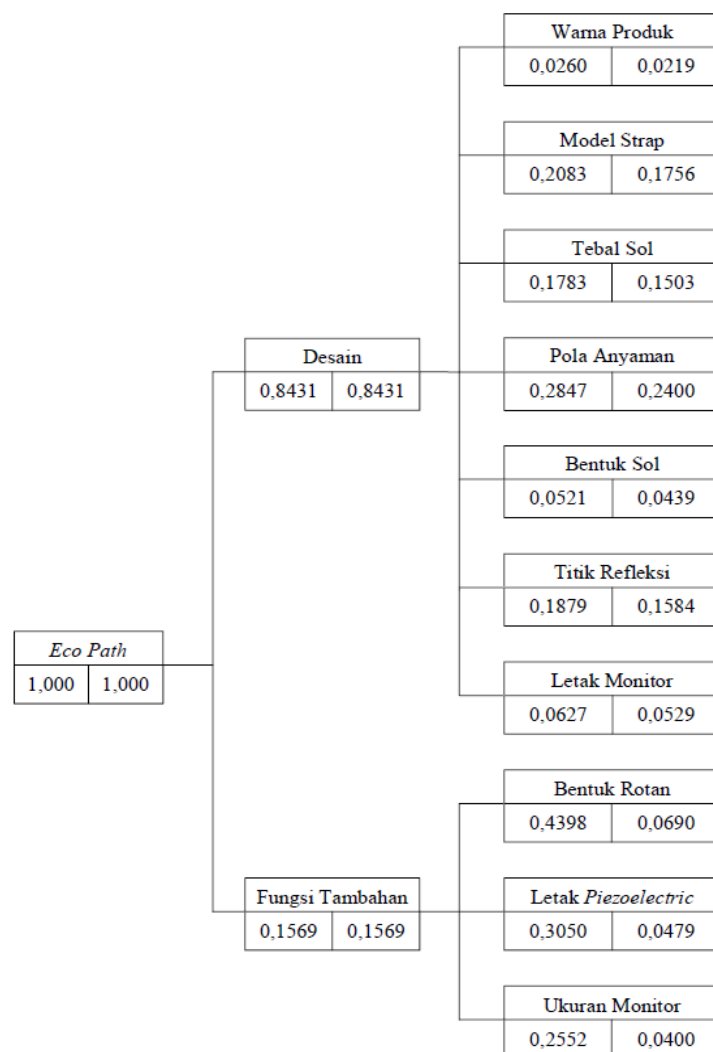 Warna Produk
0,0260 0,0219
Model Strap
0,2083 0,1756
Tebal Sol
0,1783 0,1503
Desain
0,8431 0,8431
Pola Anyaman
0,2847 0,2400
Bentuk Sol
0,0521 0,0439
Titik Refleksi
0,1879 0,1584
Eco Path
1,000 1,000
Letak Monitor
0,0627 0,0529
Bentuk Rotan
0,4398 0,0690
Fungsi Tambahan
0,1569 0,1569
Letak Piezoelectric
0,3050 0,0479
Ukuran Monitor
0,2552 0,0400